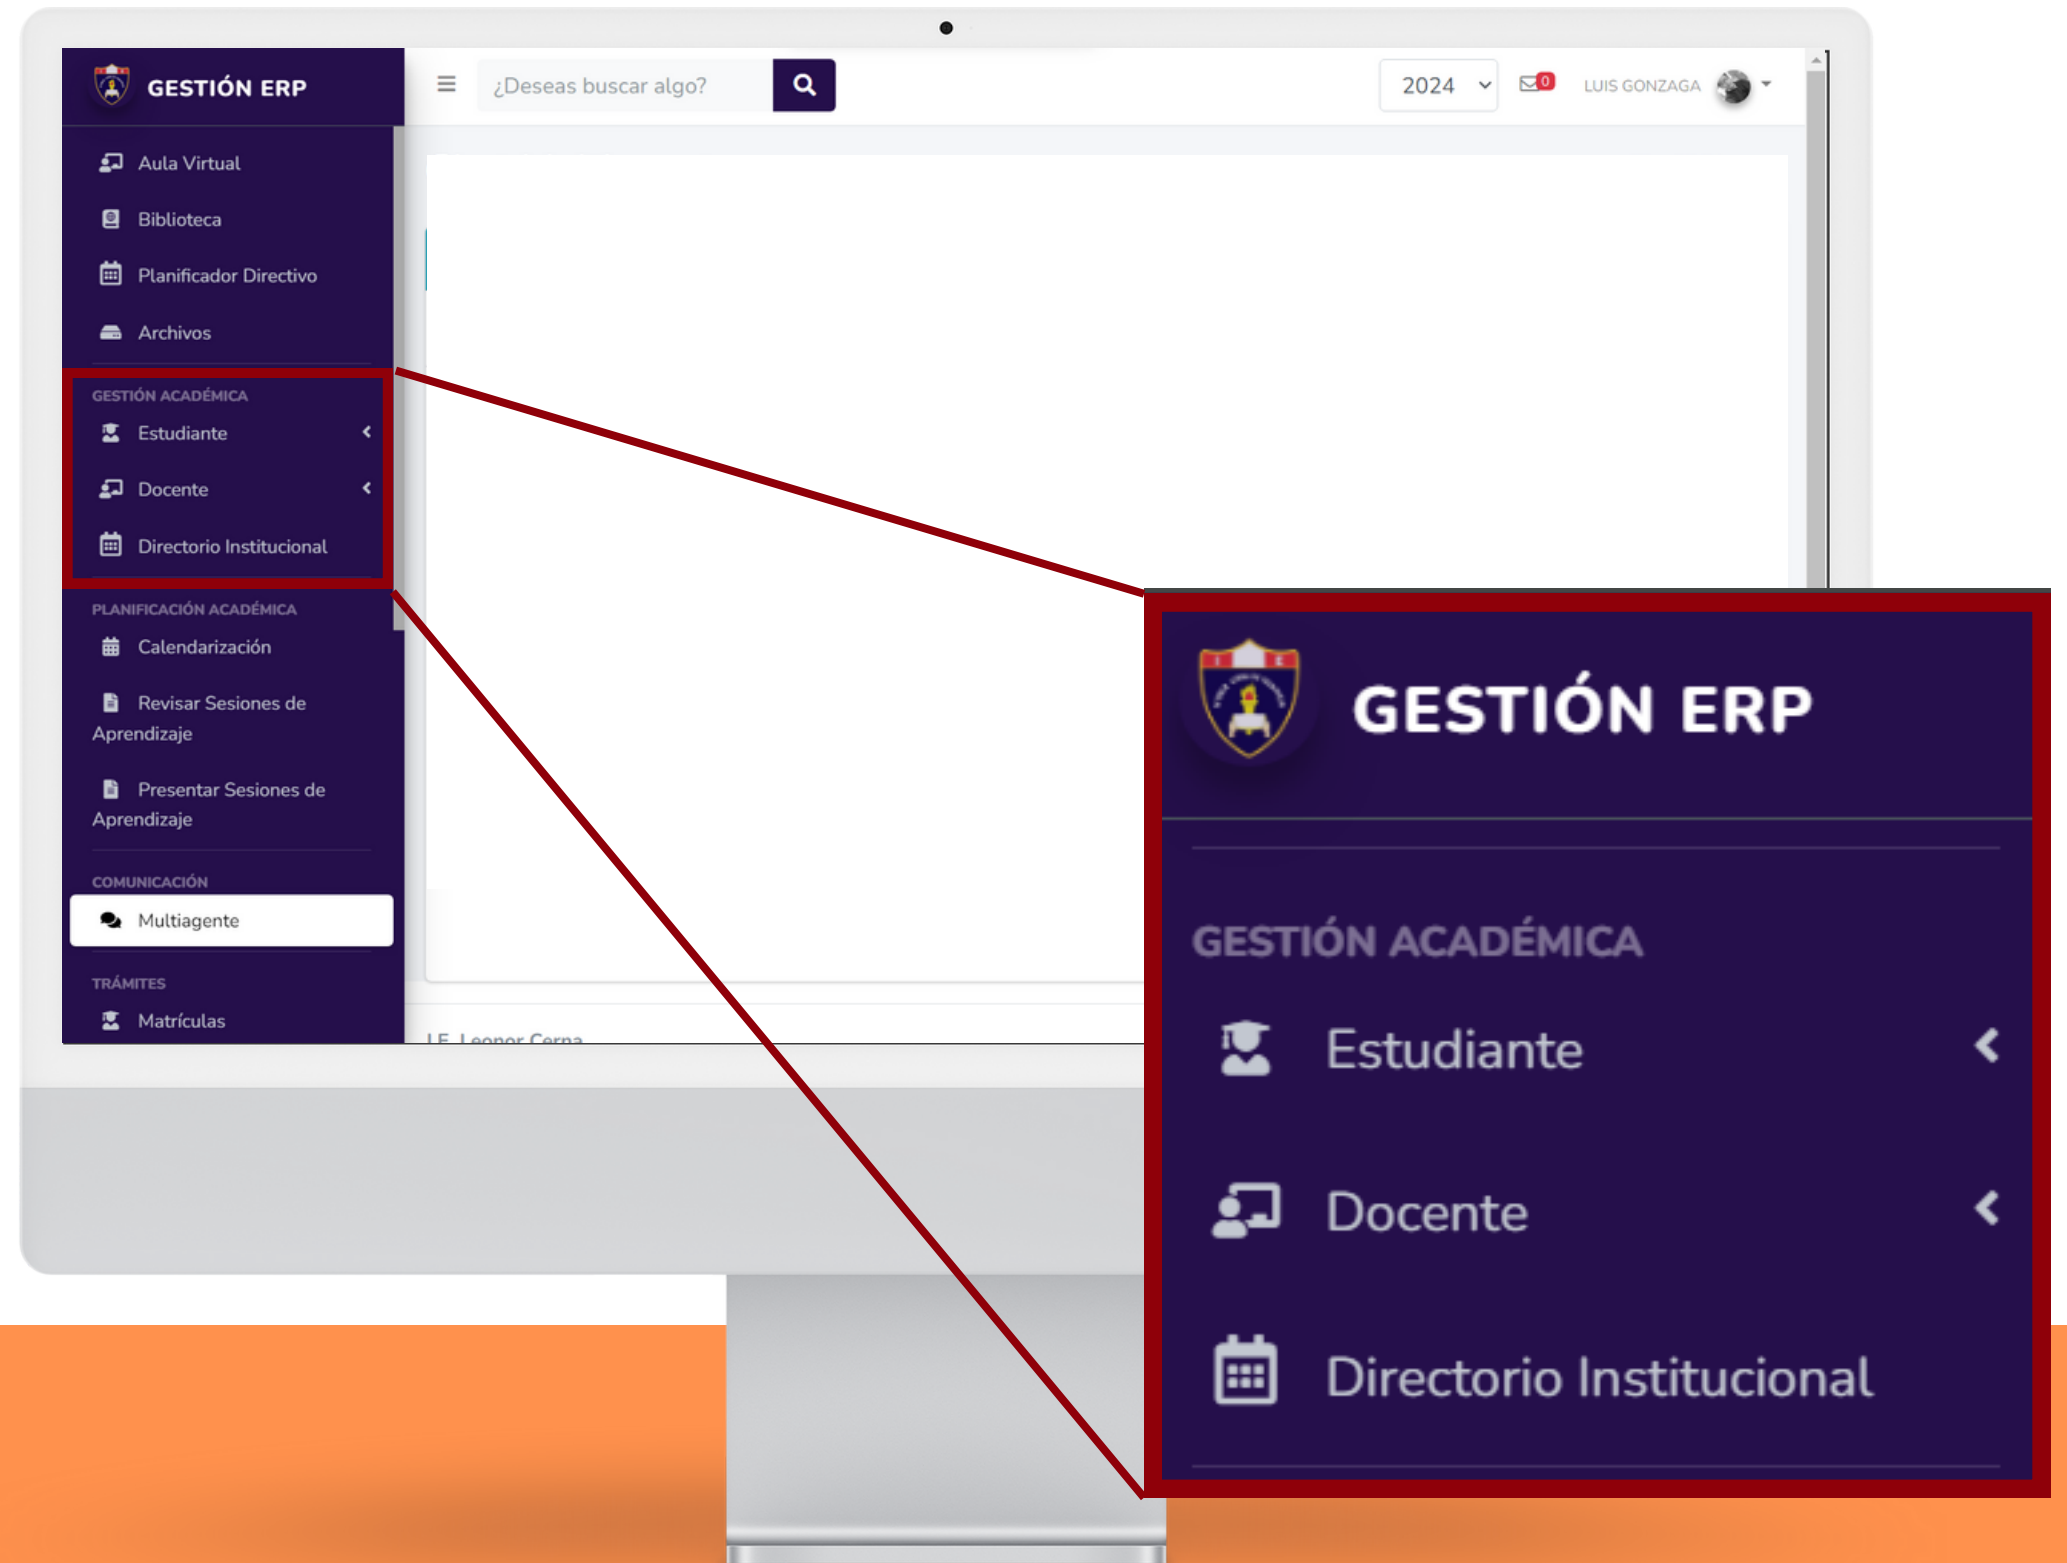 GESTIÓN ERP
¿Deseas buscar algo?
2024
0
LUIS GONZAGA
Aula Virtual
Biblioteca
Planificador Directivo
Archivos
GESTIÓN ACADÉMICA
Estudiante
Docente
Directorio Institucional
PLANIFICACIÓN ACADÉMICA
Calendarización
Revisar Sesiones de
Aprendizaje
Presentar Sesiones de
Aprendizaje
COMUNICACIÓN
Multiagente
TRÁMITES
Matrículas
I.E. Leonor Cerna
I E
GESTIÓN ERP
GESTIÓN ACADÉMICA
Estudiante
Docente
Directorio Institucional